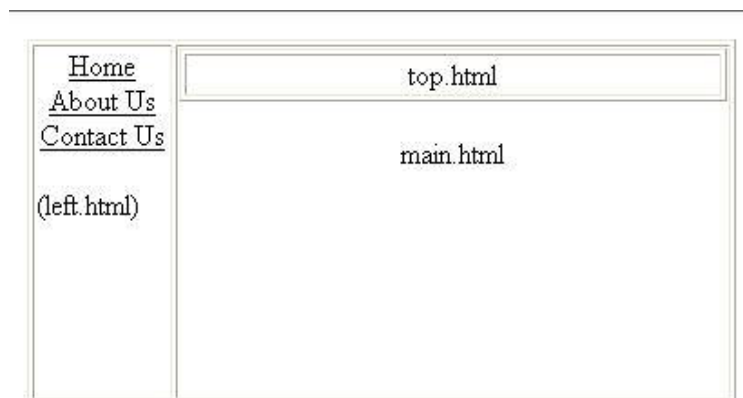 Home
About Us
Contact Us
(left.html)
top.html
main.html